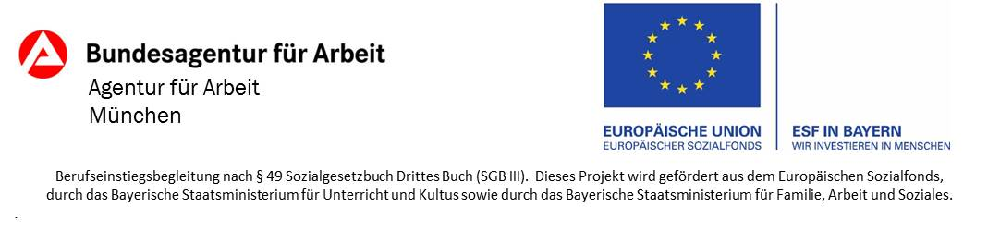 Bundesagentur für Arbeit
Agentur für Arbeit
München
EUROPÄISCHE UNION
EUROPÄISCHER SOZIALFONDS
ESF IN BAYERN
WIR INVESTIEREN IN MENSCHEN
Berufseinstiegsbegleitung nach § 49 Sozialgesetzbuch Drittes Buch (SGB III).  Dieses Projekt wird gefördert aus dem Europäischen Sozialfonds,
durch das Bayerische Staatsministerium für Unterricht und Kultus sowie durch das Bayerische Staatsministerium für Familie, Arbeit und Soziales.